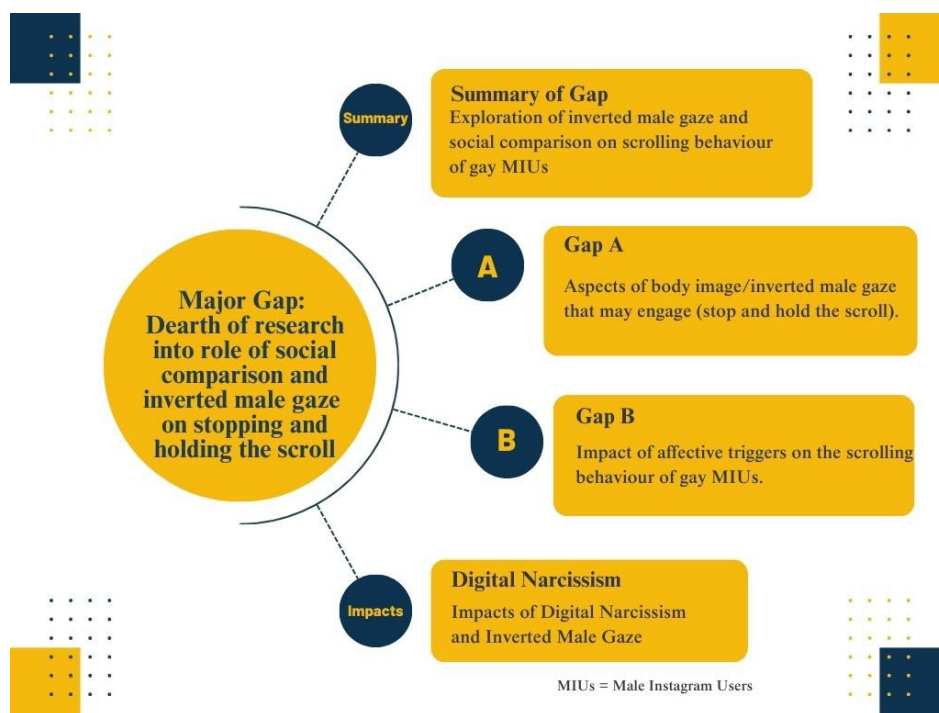 Major Gap:
Dearth of research
into role of social
comparison and
inverted male gaze
on stopping and
holding the scroll
Summary
Summary of Gap
Exploration of inverted male gaze and
social comparison on scrolling behaviour
of gay MIUs
A
Gap A
Aspects of body image/inverted male gaze
that may engage (stop and hold the scroll).
B
Gap B
Impact of affective triggers on the scrolling
behaviour of gay MIUs.
Impacts
Digital Narcissism
Impacts of Digital Narcissism
and Inverted Male Gaze
MIUs = Male Instagram Users